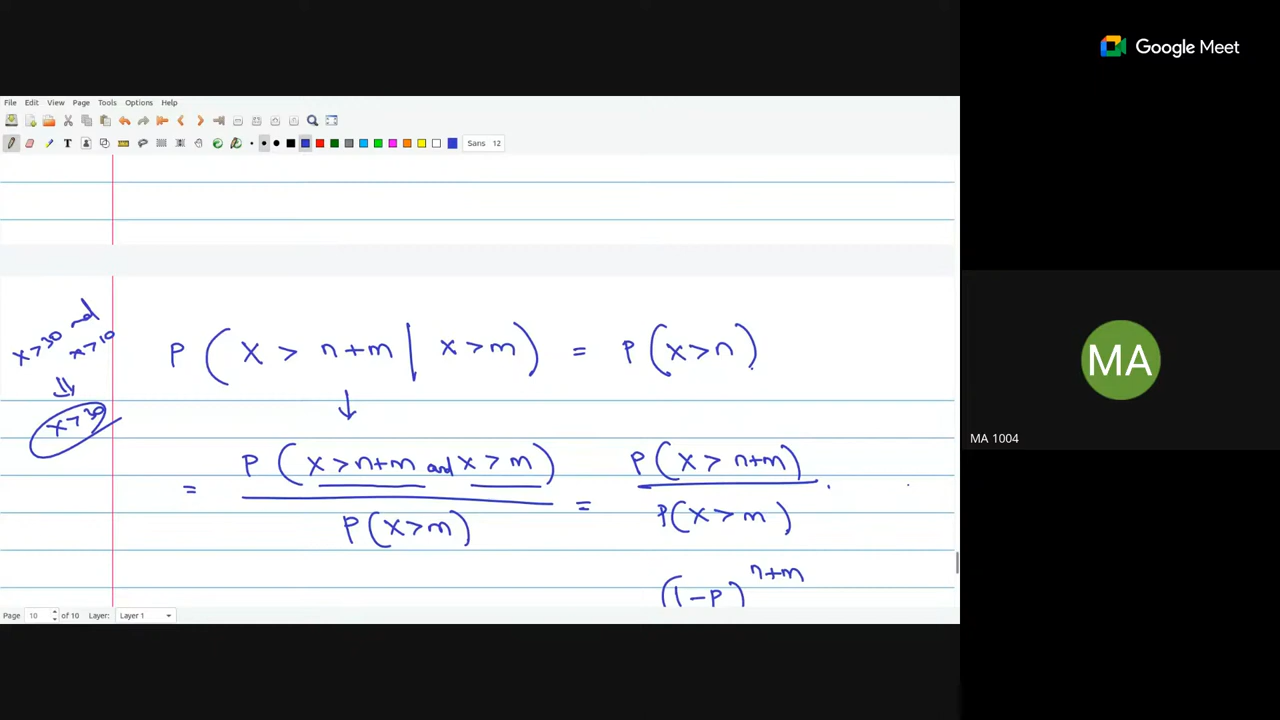 Google Meet
File Edit View Page Tools Options Help
Sans 12
X>30 and
X>10
⇓
X>30
P ( X > n+m | X>m ) = P (X>n)
↓
= P ( X>n+m and X>m ) / P(X>m) = P(X > n+m) / P(X>m) .
(1-P)^{n+m}
MA
MA 1004
Page 10 of 10 Layer: Layer 1